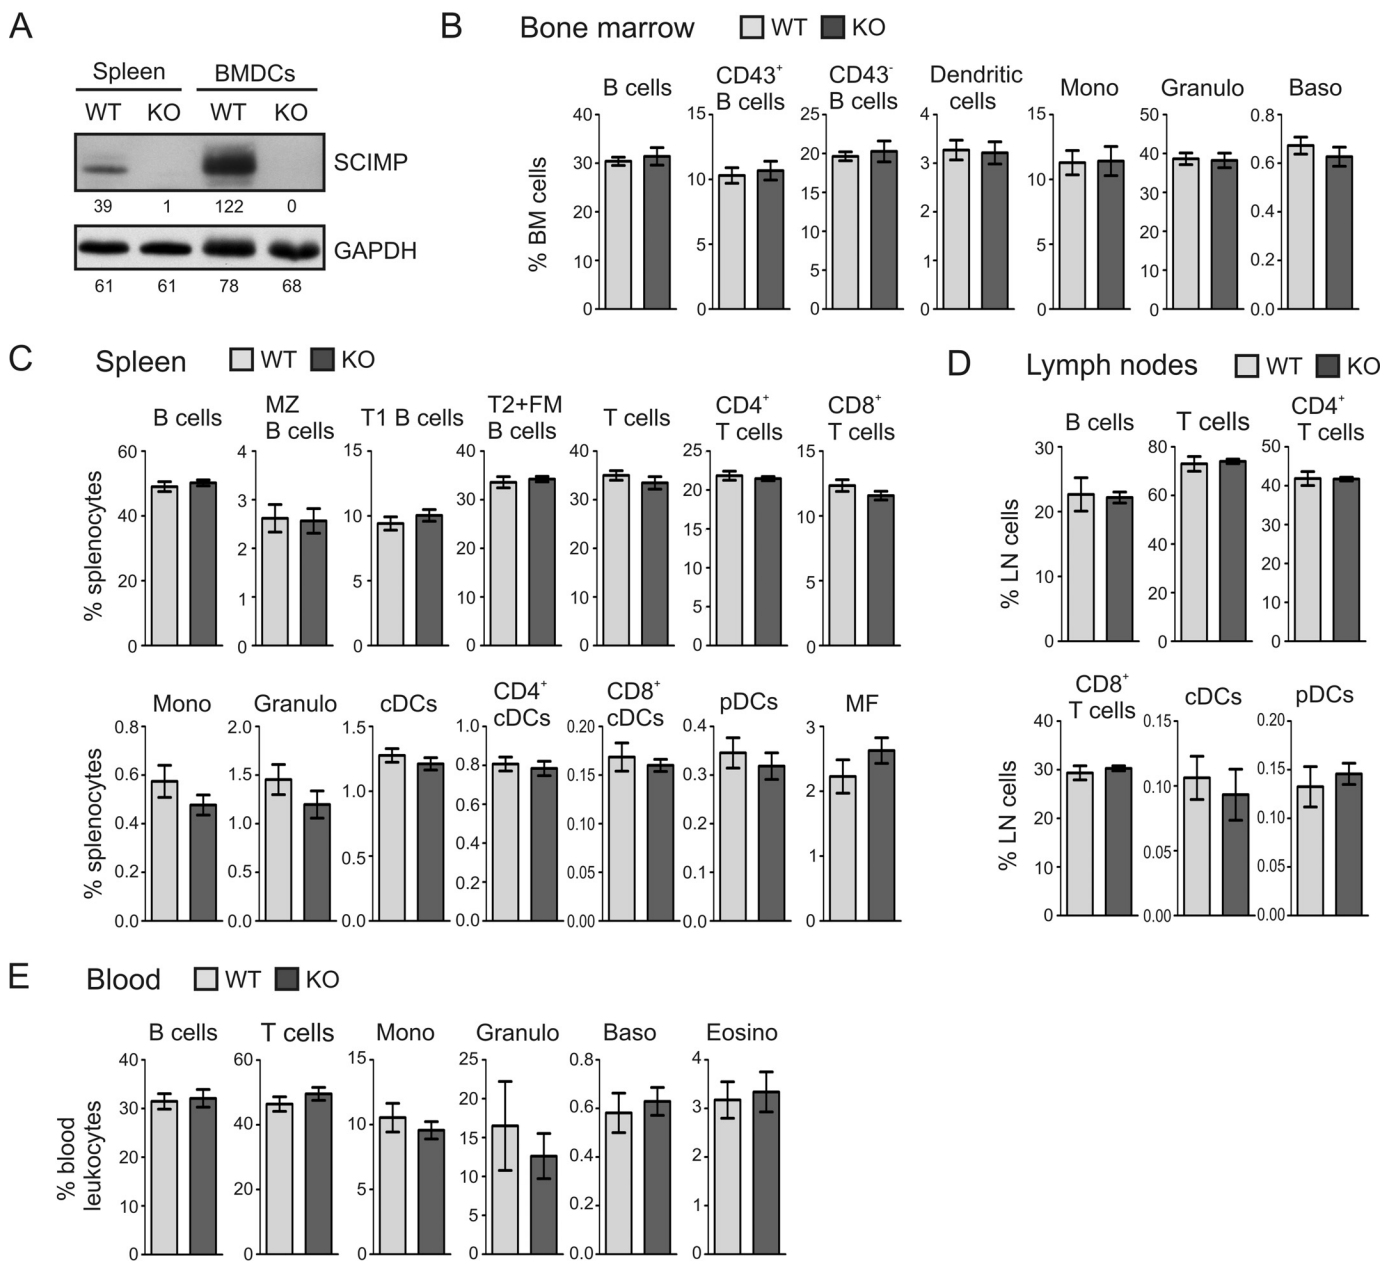 A
Spleen BMDCs
WT KO WT KO
SCIMP
39 1 122 0
GAPDH
61 61 78 68
B Bone marrow WT KO
% BM cells
B cells
40
30
20
10
0
CD43+
B cells
15
10
5
0
CD43-
B cells
25
20
15
10
5
0
Dendritic
cells
4
3
2
1
0
Mono
15
10
5
0
Granulo
50
40
30
20
10
0
Baso
0.8
0.6
0.4
0.2
0.0
C Spleen WT KO
% splenocytes
B cells
60
40
20
0
MZ
B cells
4
3
2
1
0
T1 B cells
15
10
5
0
T2+FM
B cells
40
30
20
10
0
T cells
40
30
20
10
0
CD4+
T cells
25
20
15
10
5
0
CD8+
T cells
15
10
5
0
% splenocytes
Mono
0.8
0.6
0.4
0.2
0.0
Granulo
2.0
1.5
1.0
0.5
0.0
cDCs
1.5
1.0
0.5
0.0
CD4+
cDCs
1.0
0.8
0.6
0.4
0.2
0.0
CD8+
cDCs
0.20
0.15
0.10
0.05
0.00
pDCs
0.4
0.3
0.2
0.1
0.0
MF
3
2
1
0
D Lymph nodes WT KO
% LN cells
B cells
30
20
10
0
T cells
80
60
40
20
0
CD4+
T cells
50
40
30
20
10
0
% LN cells
CD8+
T cells
40
30
20
10
0
cDCs
0.15
0.10
0.05
0.00
pDCs
0.20
0.15
0.10
0.05
0.00
E Blood WT KO
% blood
leukocytes
B cells
40
30
20
10
0
T cells
60
40
20
0
Mono
15
10
5
0
Granulo
25
20
15
10
5
0
Baso
0.8
0.6
0.4
0.2
0.0
Eosino
4
3
2
1
0